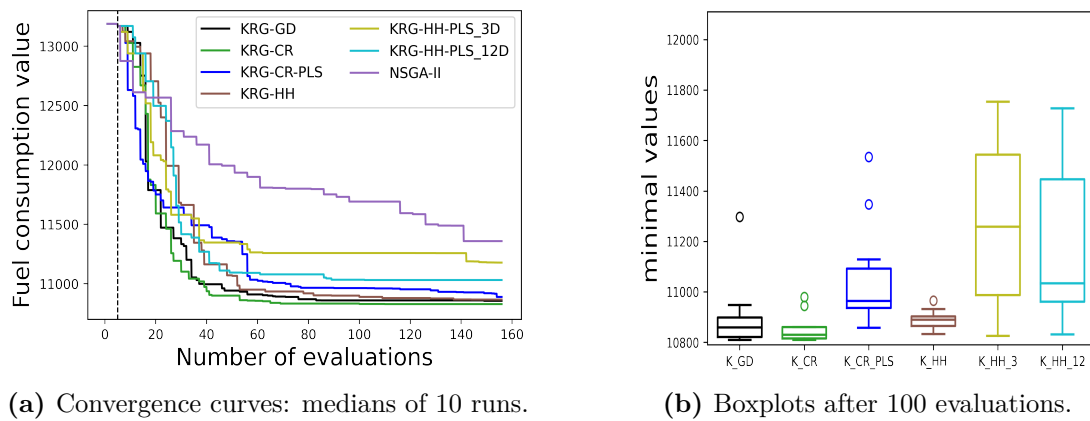 Fuel consumption value
13000
12500
12000
11500
11000
KRG-GD
KRG-CR
KRG-CR-PLS
KRG-HH
KRG-HH-PLS_3D
KRG-HH-PLS_12D
NSGA-II
0 20 40 60 80 100 120 140 160
Number of evaluations
(a) Convergence curves: medians of 10 runs.
minimal values
12000
11800
11600
11400
11200
11000
10800
K_GD K_CR K_CR_PLS K_HH K_HH_3 K_HH_12
(b) Boxplots after 100 evaluations.